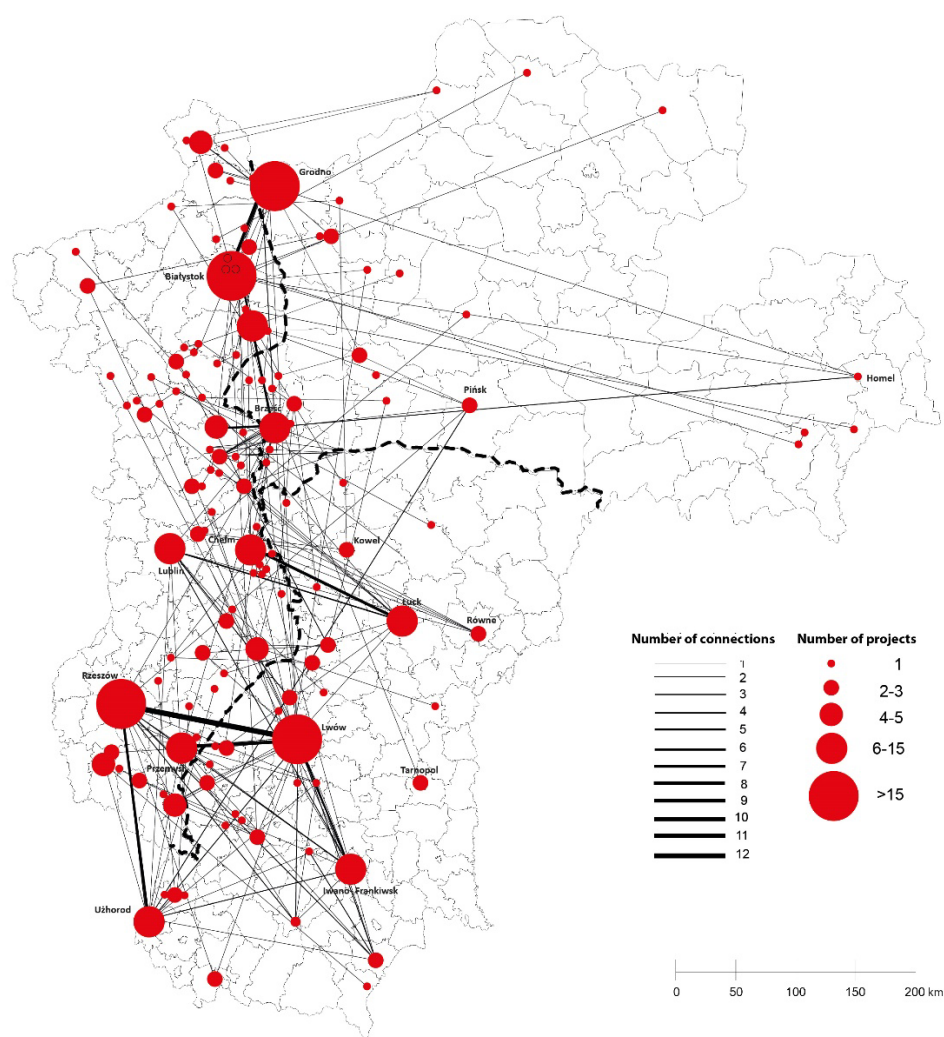 Grodno
Białystok
Homel
Pińsk
Brześć
Chełm
Kowel
Lublin
Łuck
Równe
Rzeszów
Lwów
Przemyśl
Tarnopol
Iwano-Frankiwsk
Użhorod
Number of connections
1
2
3
4
5
6
7
8
9
10
11
12
Number of projects
1
2-3
4-5
6-15
>15
0 50 100 150 200 km